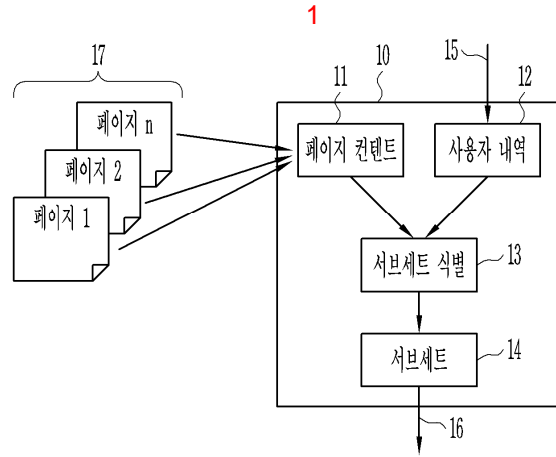 1
17
페이지 n
페이지 2
페이지 1
10
15
11
12
페이지 컨텐트
사용자 내역
서브세트 식별
13
서브세트
14
16